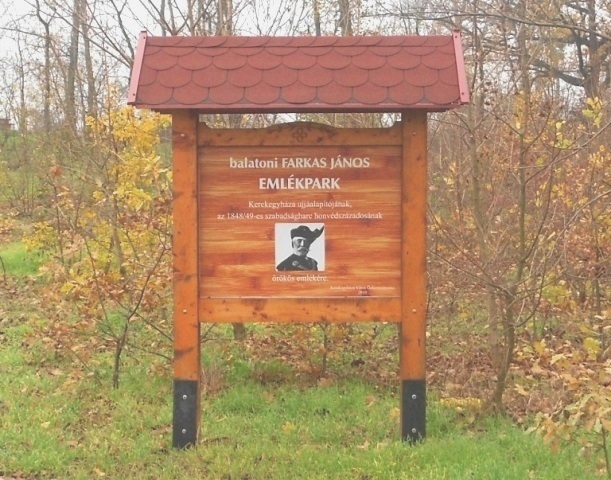 balatoni FARKAS JÁNOS
EMLÉKPARK
Kerekegyháza újjáalapítójának,
az 1848/49-es szabadságharc honvédszázadosának
örökös emlékére.